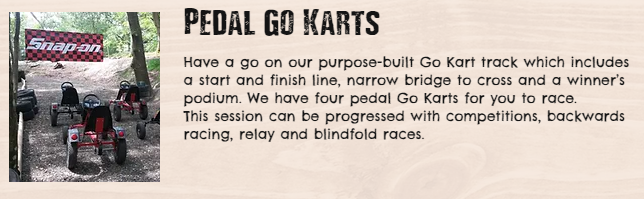 PEDAL GO KARTS
Snap-on
Have a go on our purpose-built Go Kart track which includes
a start and finish line, narrow bridge to cross and a winner's
podium. We have four pedal Go Karts for you to race.
This session can be progressed with competitions, backwards
racing, relay and blindfold races.